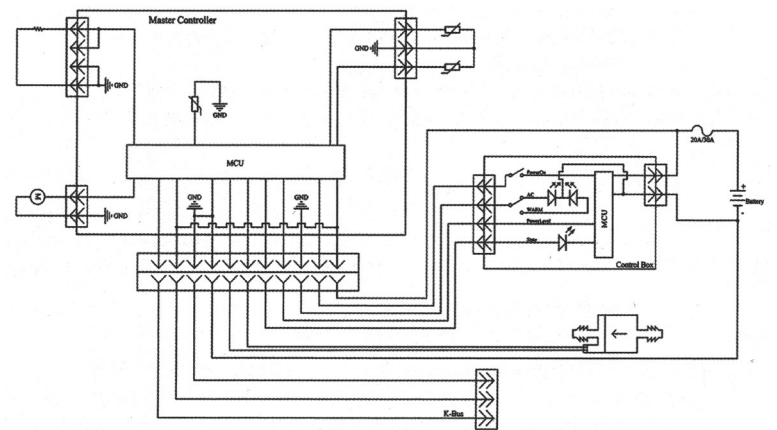 Master Controller
GND
GND
GND
MCU
20A/30A
GND
GND
GND
PowerOn
AC
WARM
PowerLevel
State
MCU
Control Box
+
Battery
-
M
K-Bus